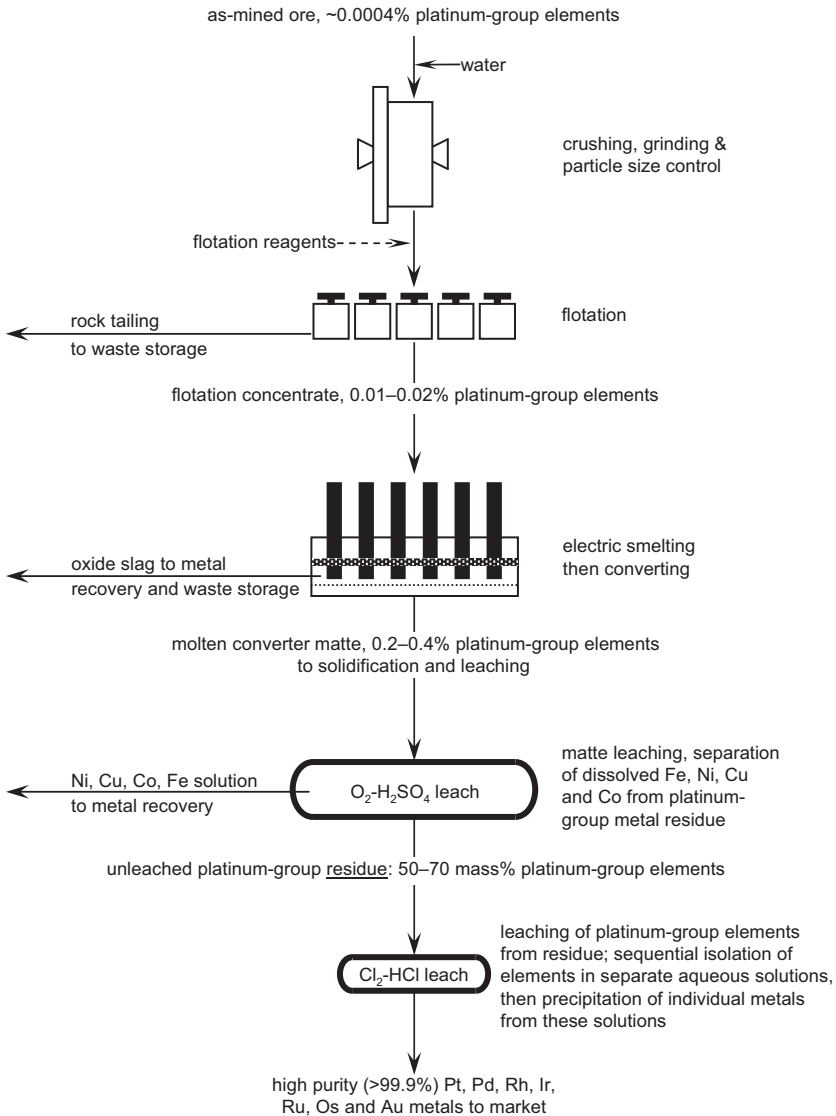 as-mined ore, ~0.0004% platinum-group elements
water
crushing, grinding &
particle size control
flotation reagents
flotation
rock tailing
to waste storage
flotation concentrate, 0.01–0.02% platinum-group elements
electric smelting
then converting
oxide slag to metal
recovery and waste storage
molten converter matte, 0.2–0.4% platinum-group elements
to solidification and leaching
matte leaching, separation
of dissolved Fe, Ni, Cu
and Co from platinum-
group metal residue
Ni, Cu, Co, Fe solution
to metal recovery
O₂-H₂SO₄ leach
unleached platinum-group residue: 50–70 mass% platinum-group elements
leaching of platinum-group elements
from residue; sequential isolation of
elements in separate aqueous solutions,
then precipitation of individual metals
from these solutions
Cl₂-HCl leach
high purity (>99.9%) Pt, Pd, Rh, Ir,
Ru, Os and Au metals to market